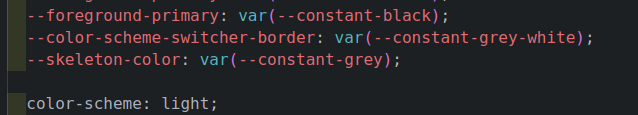 --foreground-primary: var(--constant-black);
--color-scheme-switcher-border: var(--constant-grey-white);
--skeleton-color: var(--constant-grey);
color-scheme: light;